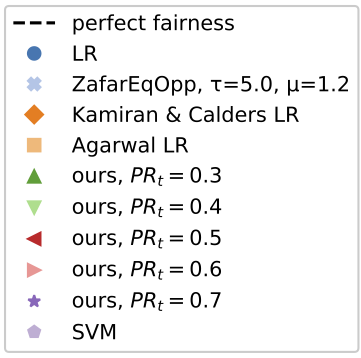 perfect fairness
LR
ZafarEqOpp, τ=5.0, μ=1.2
Kamiran & Calders LR
Agarwal LR
ours, PR_t = 0.3
ours, PR_t = 0.4
ours, PR_t = 0.5
ours, PR_t = 0.6
ours, PR_t = 0.7
SVM